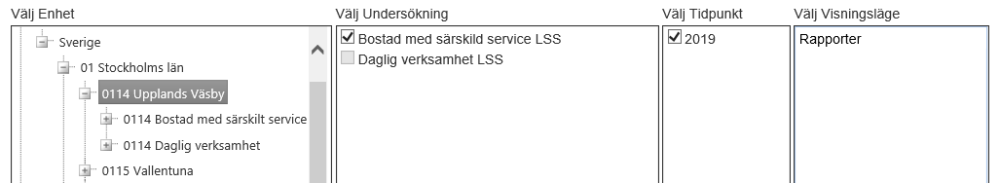 Välj Enhet
Sverige
01 Stockholms län
0114 Upplands Väsby
0114 Bostad med särskilt service
0114 Daglig verksamhet
0115 Vallentuna
Välj Undersökning
Bostad med särskild service LSS
Daglig verksamhet LSS
Välj Tidpunkt
2019
Välj Visningsläge
Rapporter